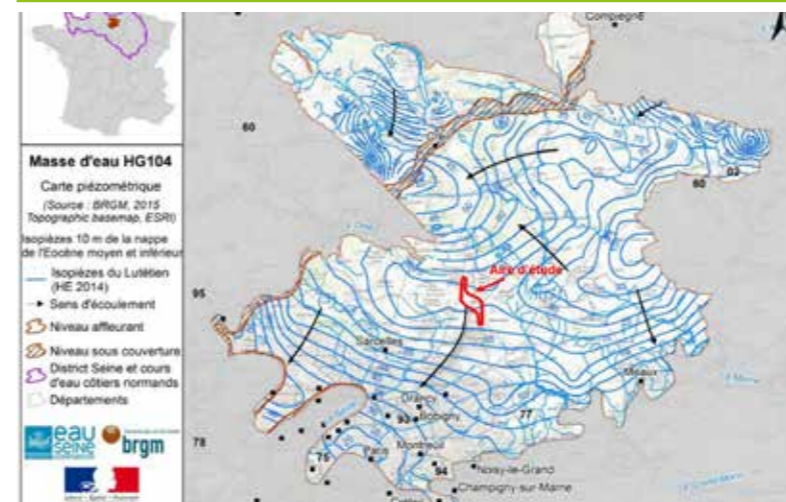 Masse d'eau HG104
Carte piézométrique
(Source : BRGM, 2015
Topographic basemap, ESRI)
Isopièzes 10 m de la nappe
de l'Eocène moyen et inférieur
Isopièzes du Lutétien
(HE 2014)
Sens d'écoulement
Niveau affleurant
Niveau sous couverture
District Seine et cours
d'eau côtiers normands
Départements
eau
SEINE
brgm
Compiegne
60
02
60
95
Aire d'étude
Sarcelles
Meaux
Drancy
93
Bobigny
77
78
75
Paris
Montreuil
94
Noisy-le-Grand
Champigny-sur-Marne